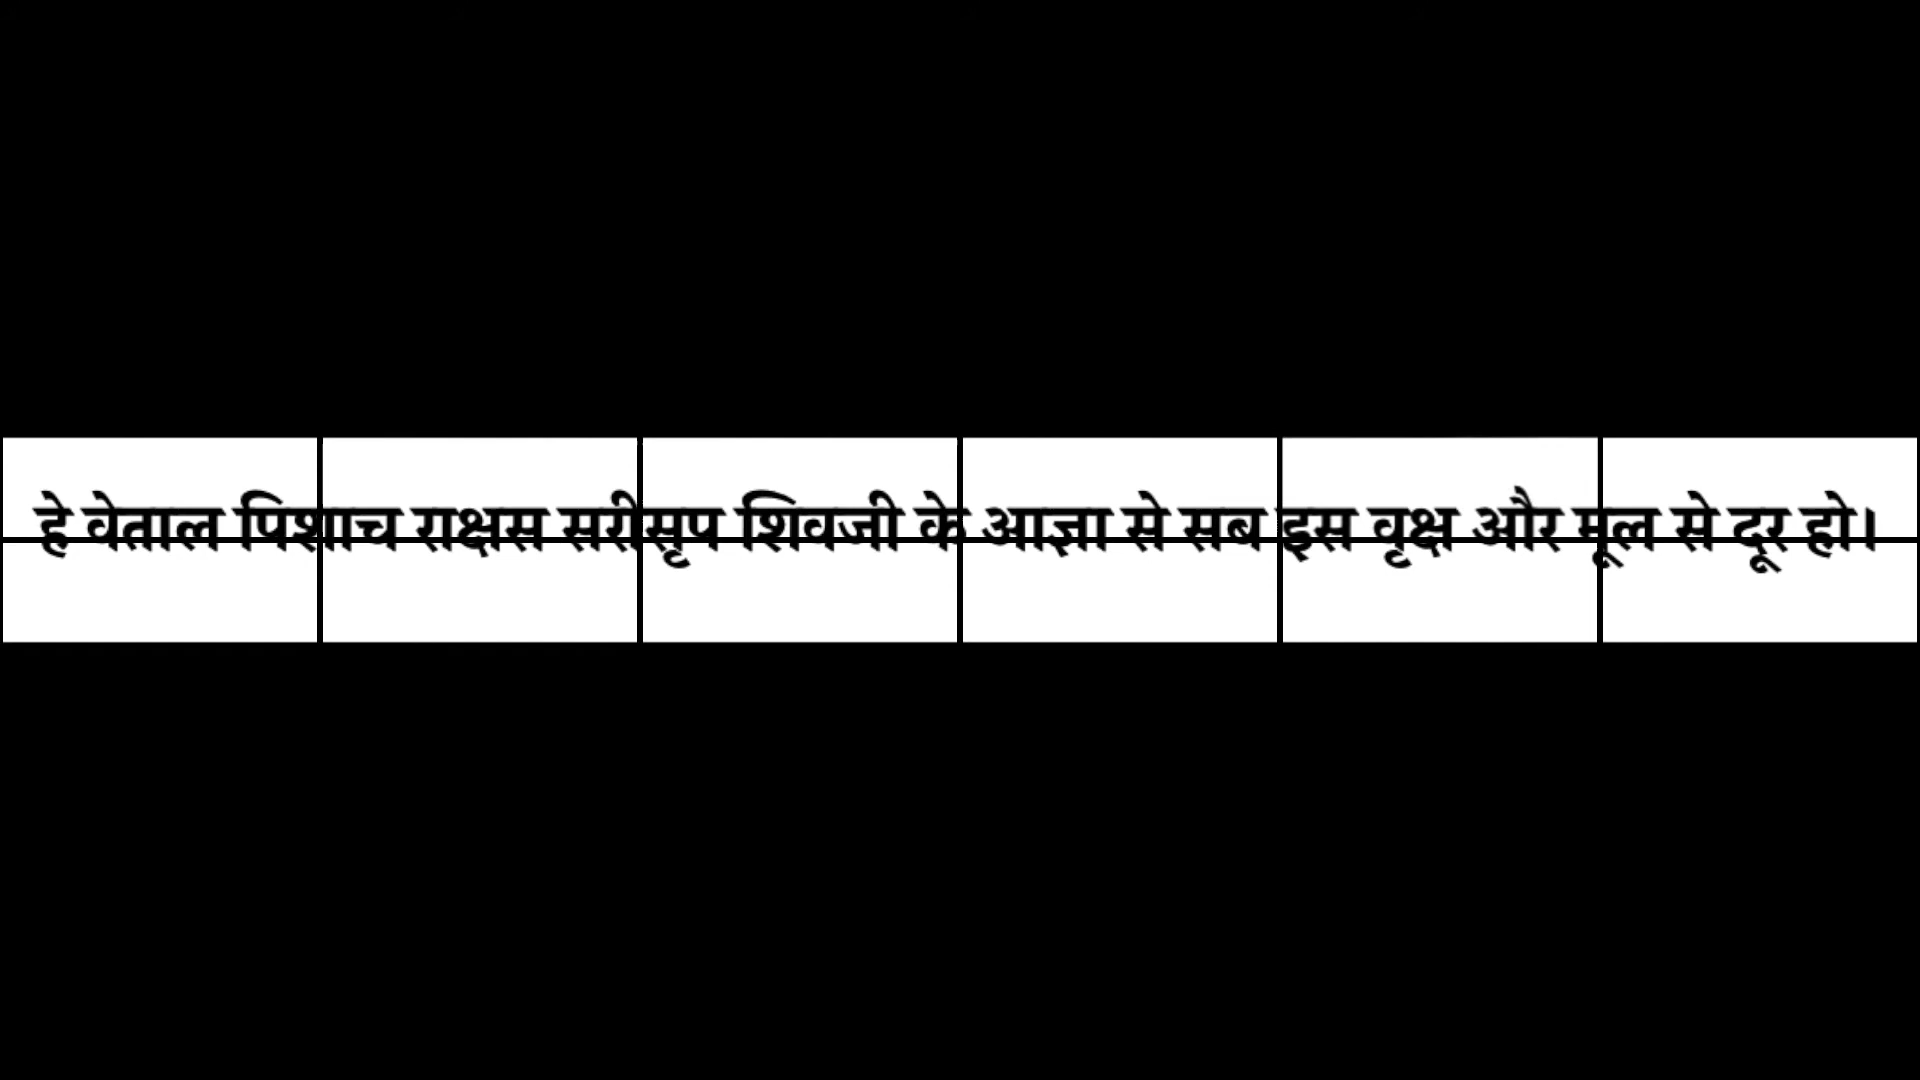 हे वेताल पिशाच राक्षस सरीसृप शिवजी के आज्ञा से सब इस वृक्ष और मूल से दूर हो।